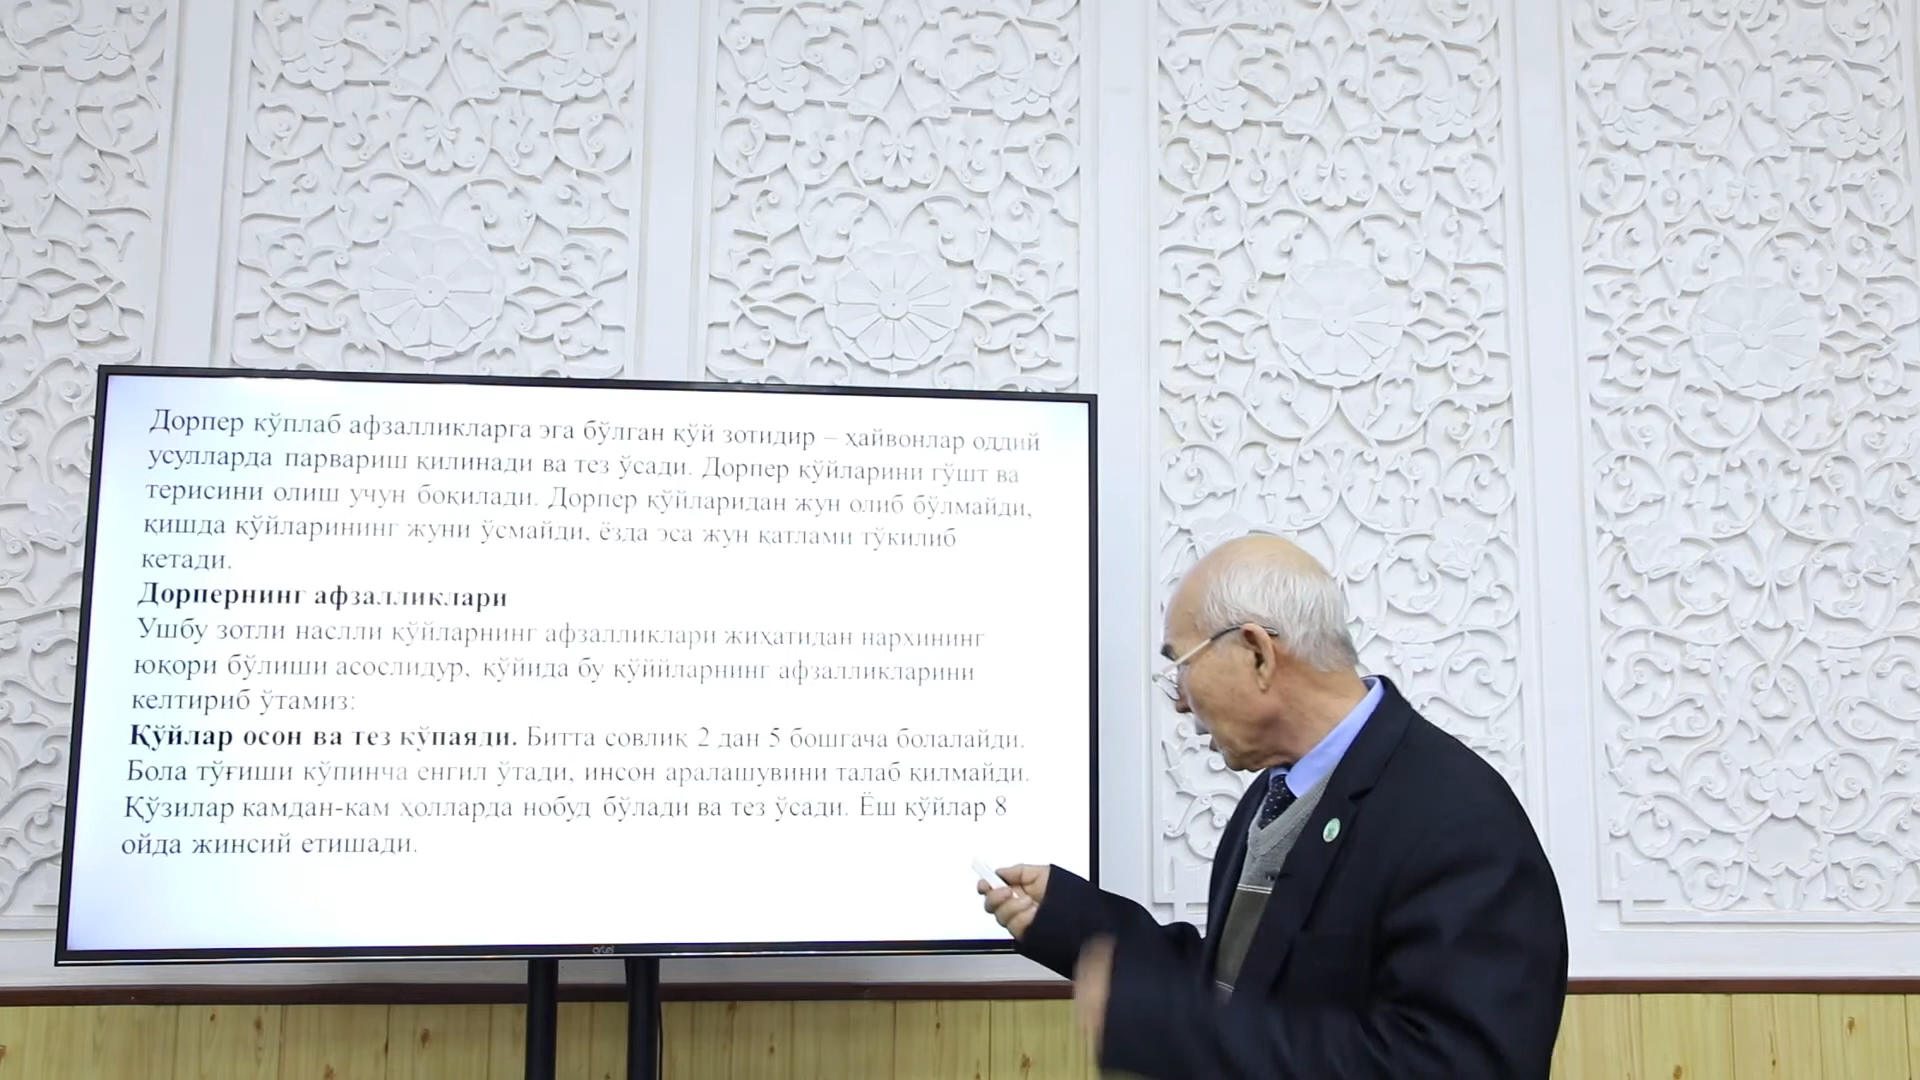 Дорпер кўплаб афзалликларга эга бўлган қўй зотидир – ҳайвонлар оддий
усулларда парвариш қилинади ва тез ўсади. Дорпер қўйларини гўшт ва
терисини олиш учун боқилади. Дорпер қўйларидан жун олиб бўлмайди,
қишда қўйларининг жуни ўсмайди, ёзда эса жун қатлами тўкилиб
кетади.
Дорпернинг афзалликлари
Ушбу зотли наслли қўйларнинг афзалликлари жиҳатидан нархининг
юқори бўлиши асослидур, қўйида бу қўййларнинг афзалликларини
келтириб ўтамиз:
Қўйлар осон ва тез кўпаяди. Битта совлиқ 2 дан 5 бошгача болалайди.
Бола тўғиши кўпинча енгил ўтади, инсон аралашувини талаб қилмайди.
Қўзилар камдан-кам ҳолларда нобуд бўлади ва тез ўсади. Ёш қўйлар 8
ойда жинсий етишади.
artel